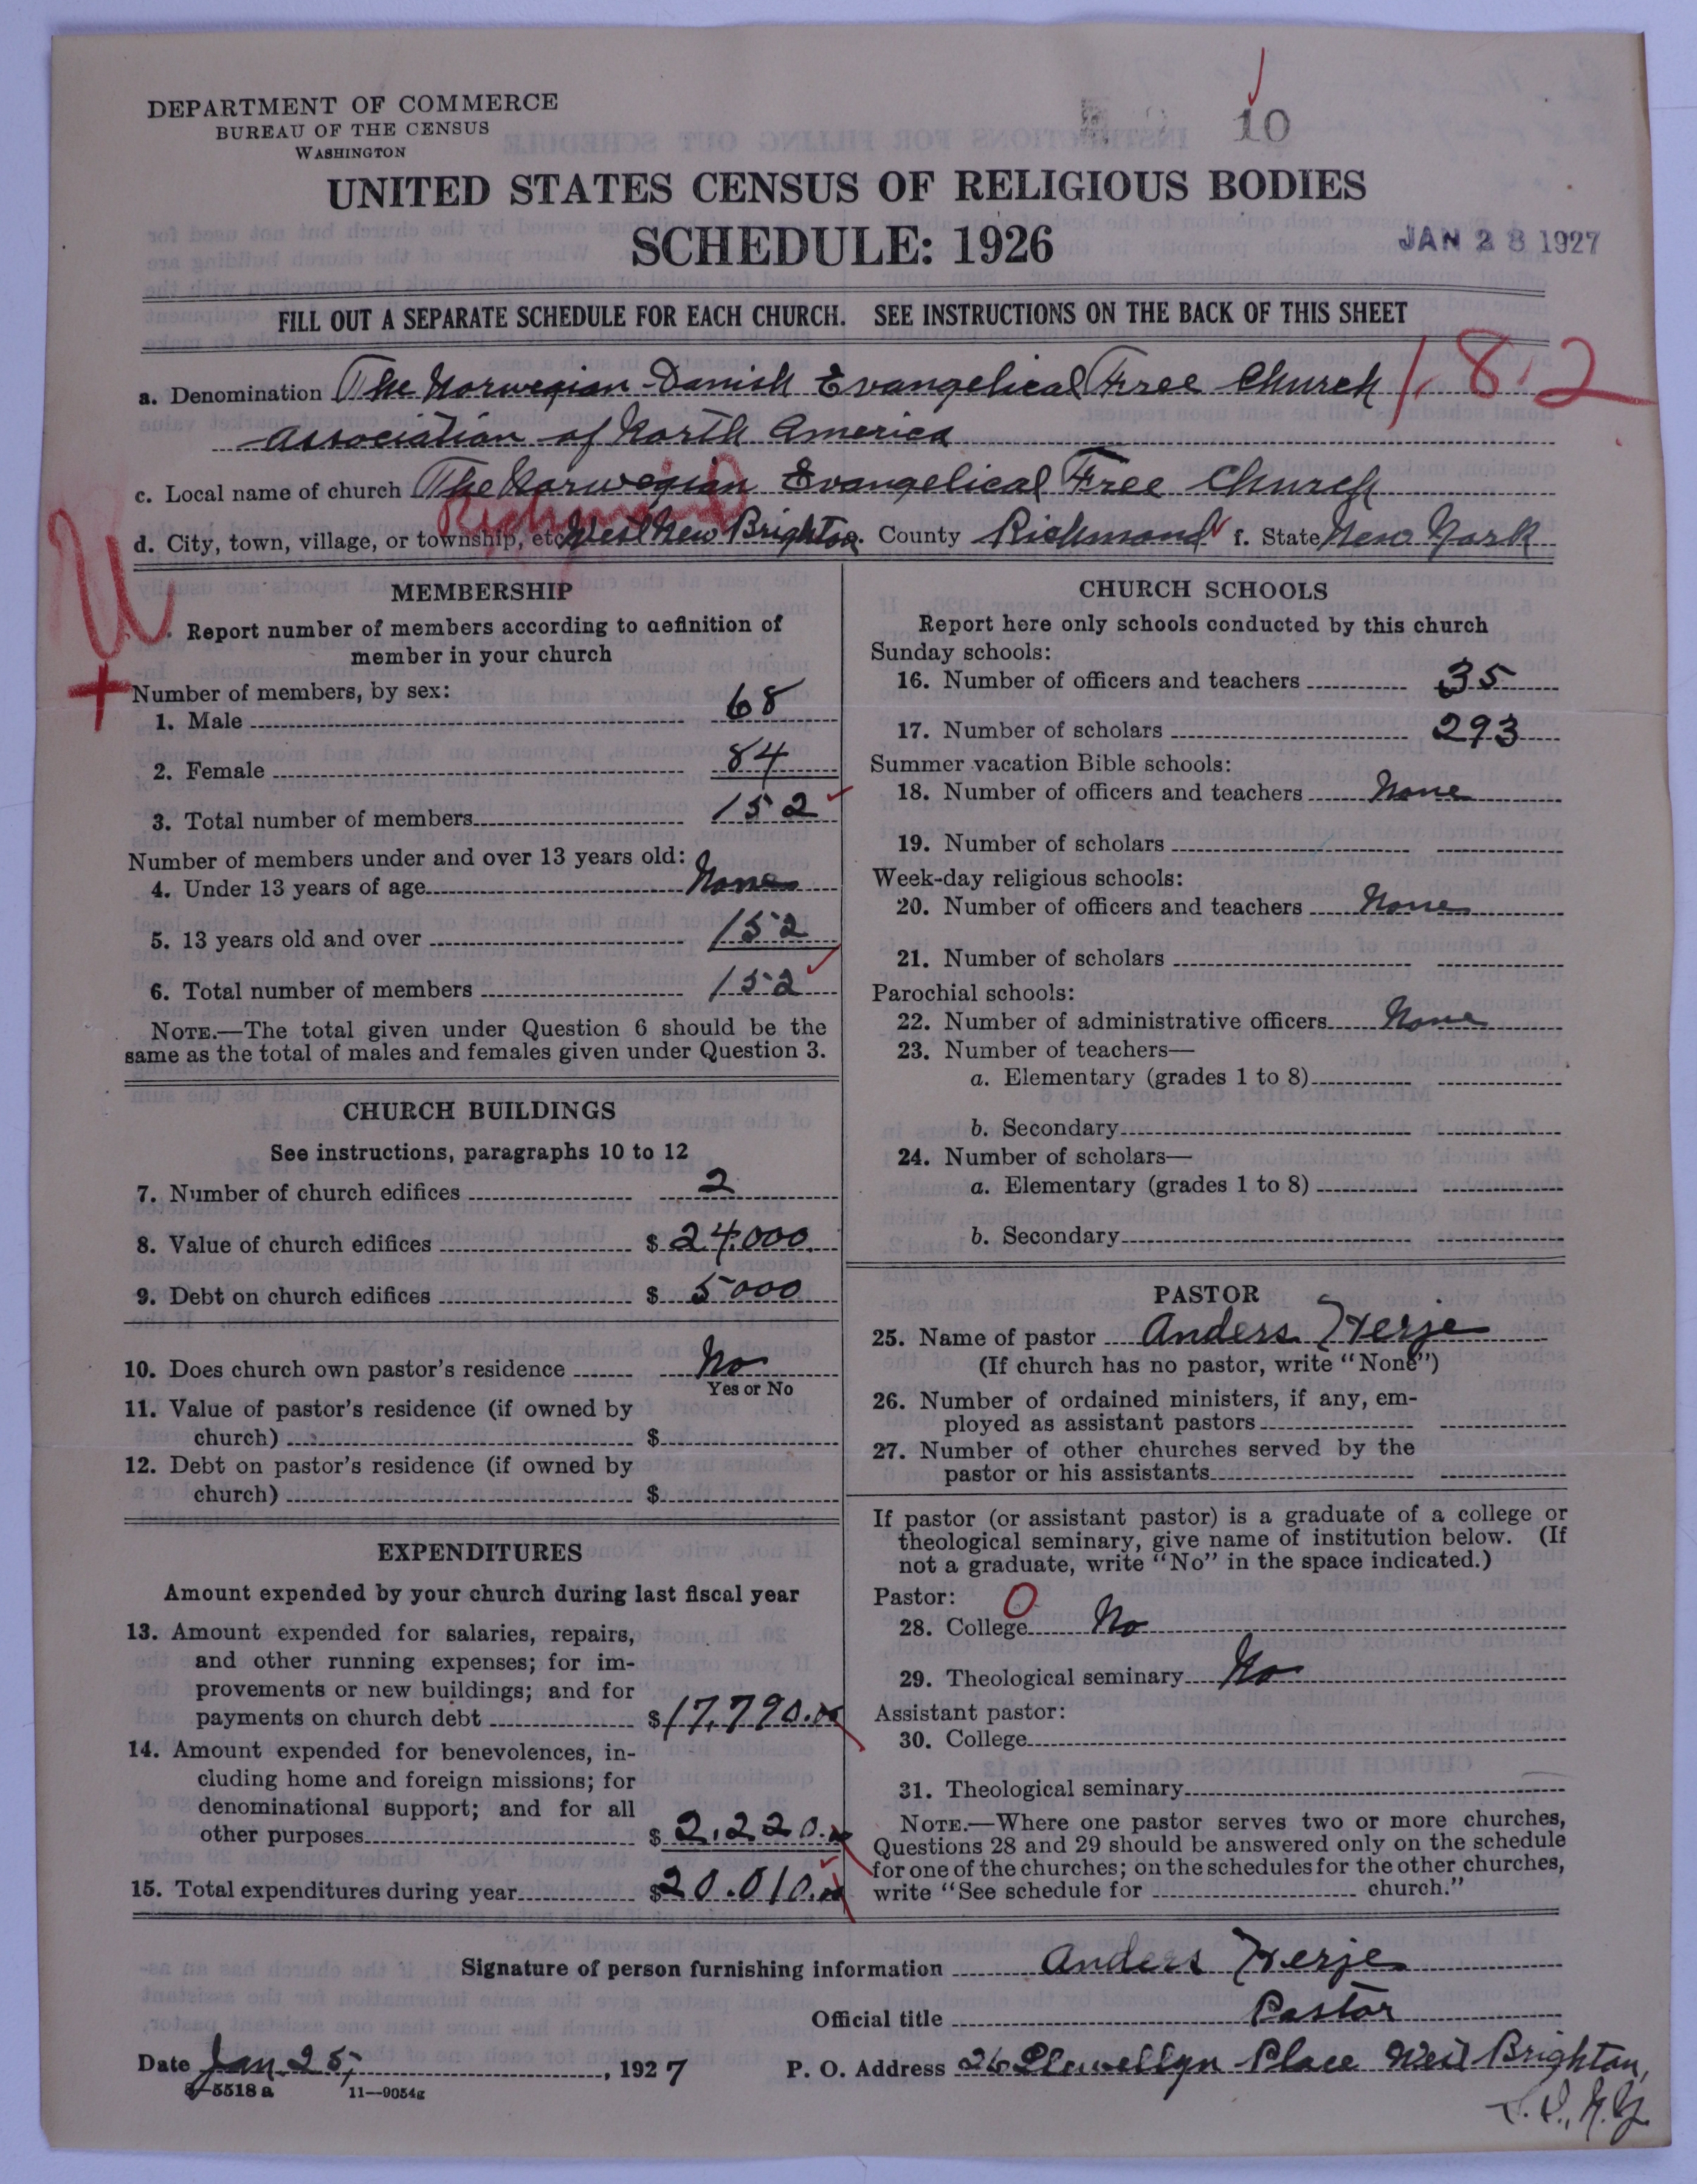 DEPARTMENT OF COMMERCE
BUREAU OF THE CENSUS
WASHINGTON
10
UNITED STATES CENSUS OF RELIGIOUS BODIES
SCHEDULE: 1926
JAN 28 1927
FILL OUT A SEPARATE SCHEDULE FOR EACH CHURCH. SEE INSTRUCTIONS ON THE BACK OF THIS SHEET
1.8.2
a. Denomination The Norwegian-Danish Evangelical Free Church
association of North America
c. Local name of church The Norwegian Evangelical Free Church
Richmond
d. City, town, village, or township, etc. West New Brighton. County Richmond f. State New York
U
+
MEMBERSHIP
Report number of members according to definition of
member in your church
Number of members, by sex:
1. Male 68
2. Female 84
3. Total number of members 152
Number of members under and over 13 years old:
4. Under 13 years of age None
5. 13 years old and over 152
6. Total number of members 152
NOTE.—The total given under Question 6 should be the
same as the total of males and females given under Question 3.
CHURCH BUILDINGS
See instructions, paragraphs 10 to 12
7. Number of church edifices 2
8. Value of church edifices $ 24,000
9. Debt on church edifices $ 5000
10. Does church own pastor's residence No
Yes or No
11. Value of pastor's residence (if owned by
church) $
12. Debt on pastor's residence (if owned by
church) $
EXPENDITURES
Amount expended by your church during last fiscal year
13. Amount expended for salaries, repairs,
and other running expenses; for im-
provements or new buildings; and for
payments on church debt $ 17,790.00
14. Amount expended for benevolences, in-
cluding home and foreign missions; for
denominational support; and for all
other purposes $ 2,220.00
15. Total expenditures during year $ 20.010.00
CHURCH SCHOOLS
Report here only schools conducted by this church
Sunday schools:
16. Number of officers and teachers 35
17. Number of scholars 293
Summer vacation Bible schools:
18. Number of officers and teachers None
19. Number of scholars
Week-day religious schools:
20. Number of officers and teachers None
21. Number of scholars
Parochial schools:
22. Number of administrative officers None
23. Number of teachers—
a. Elementary (grades 1 to 8)
b. Secondary
24. Number of scholars—
a. Elementary (grades 1 to 8)
b. Secondary
PASTOR
25. Name of pastor Anders Herje
(If church has no pastor, write "None")
26. Number of ordained ministers, if any, em-
ployed as assistant pastors
27. Number of other churches served by the
pastor or his assistants
If pastor (or assistant pastor) is a graduate of a college or
theological seminary, give name of institution below. (If
not a graduate, write "No" in the space indicated.)
Pastor: O
28. College No
29. Theological seminary No
Assistant pastor:
30. College
31. Theological seminary
NOTE.—Where one pastor serves two or more churches,
Questions 28 and 29 should be answered only on the schedule
for one of the churches; on the schedules for the other churches,
write "See schedule for church."
Signature of person furnishing information Anders Herje
Official title Pastor
Date Jan. 25, 1927 P. O. Address 26 Llewellyn Place West Brighton,
S. I., N.Y.
8—5518 a 11—9054g